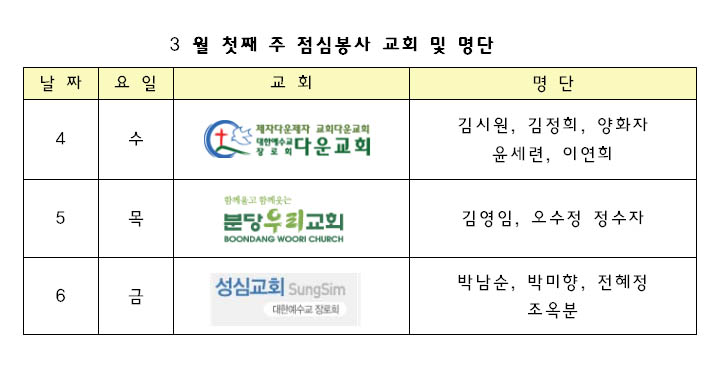 3 월 첫째 주 점심봉사 교회 및 명단
날 짜 요 일 교 회 명 단
4 수 제자다운제자 교회다운교회 대한예수교 장로회 다운교회 김시원, 김정희, 양화자
윤세련, 이연희
5 목 함께울고 함께웃는 분당우리교회 BOONDANG WOORI CHURCH 김영임, 오수정 정수자
6 금 성심교회 SungSim 대한예수교 장로회 박남순, 박미향, 전혜정
조옥분